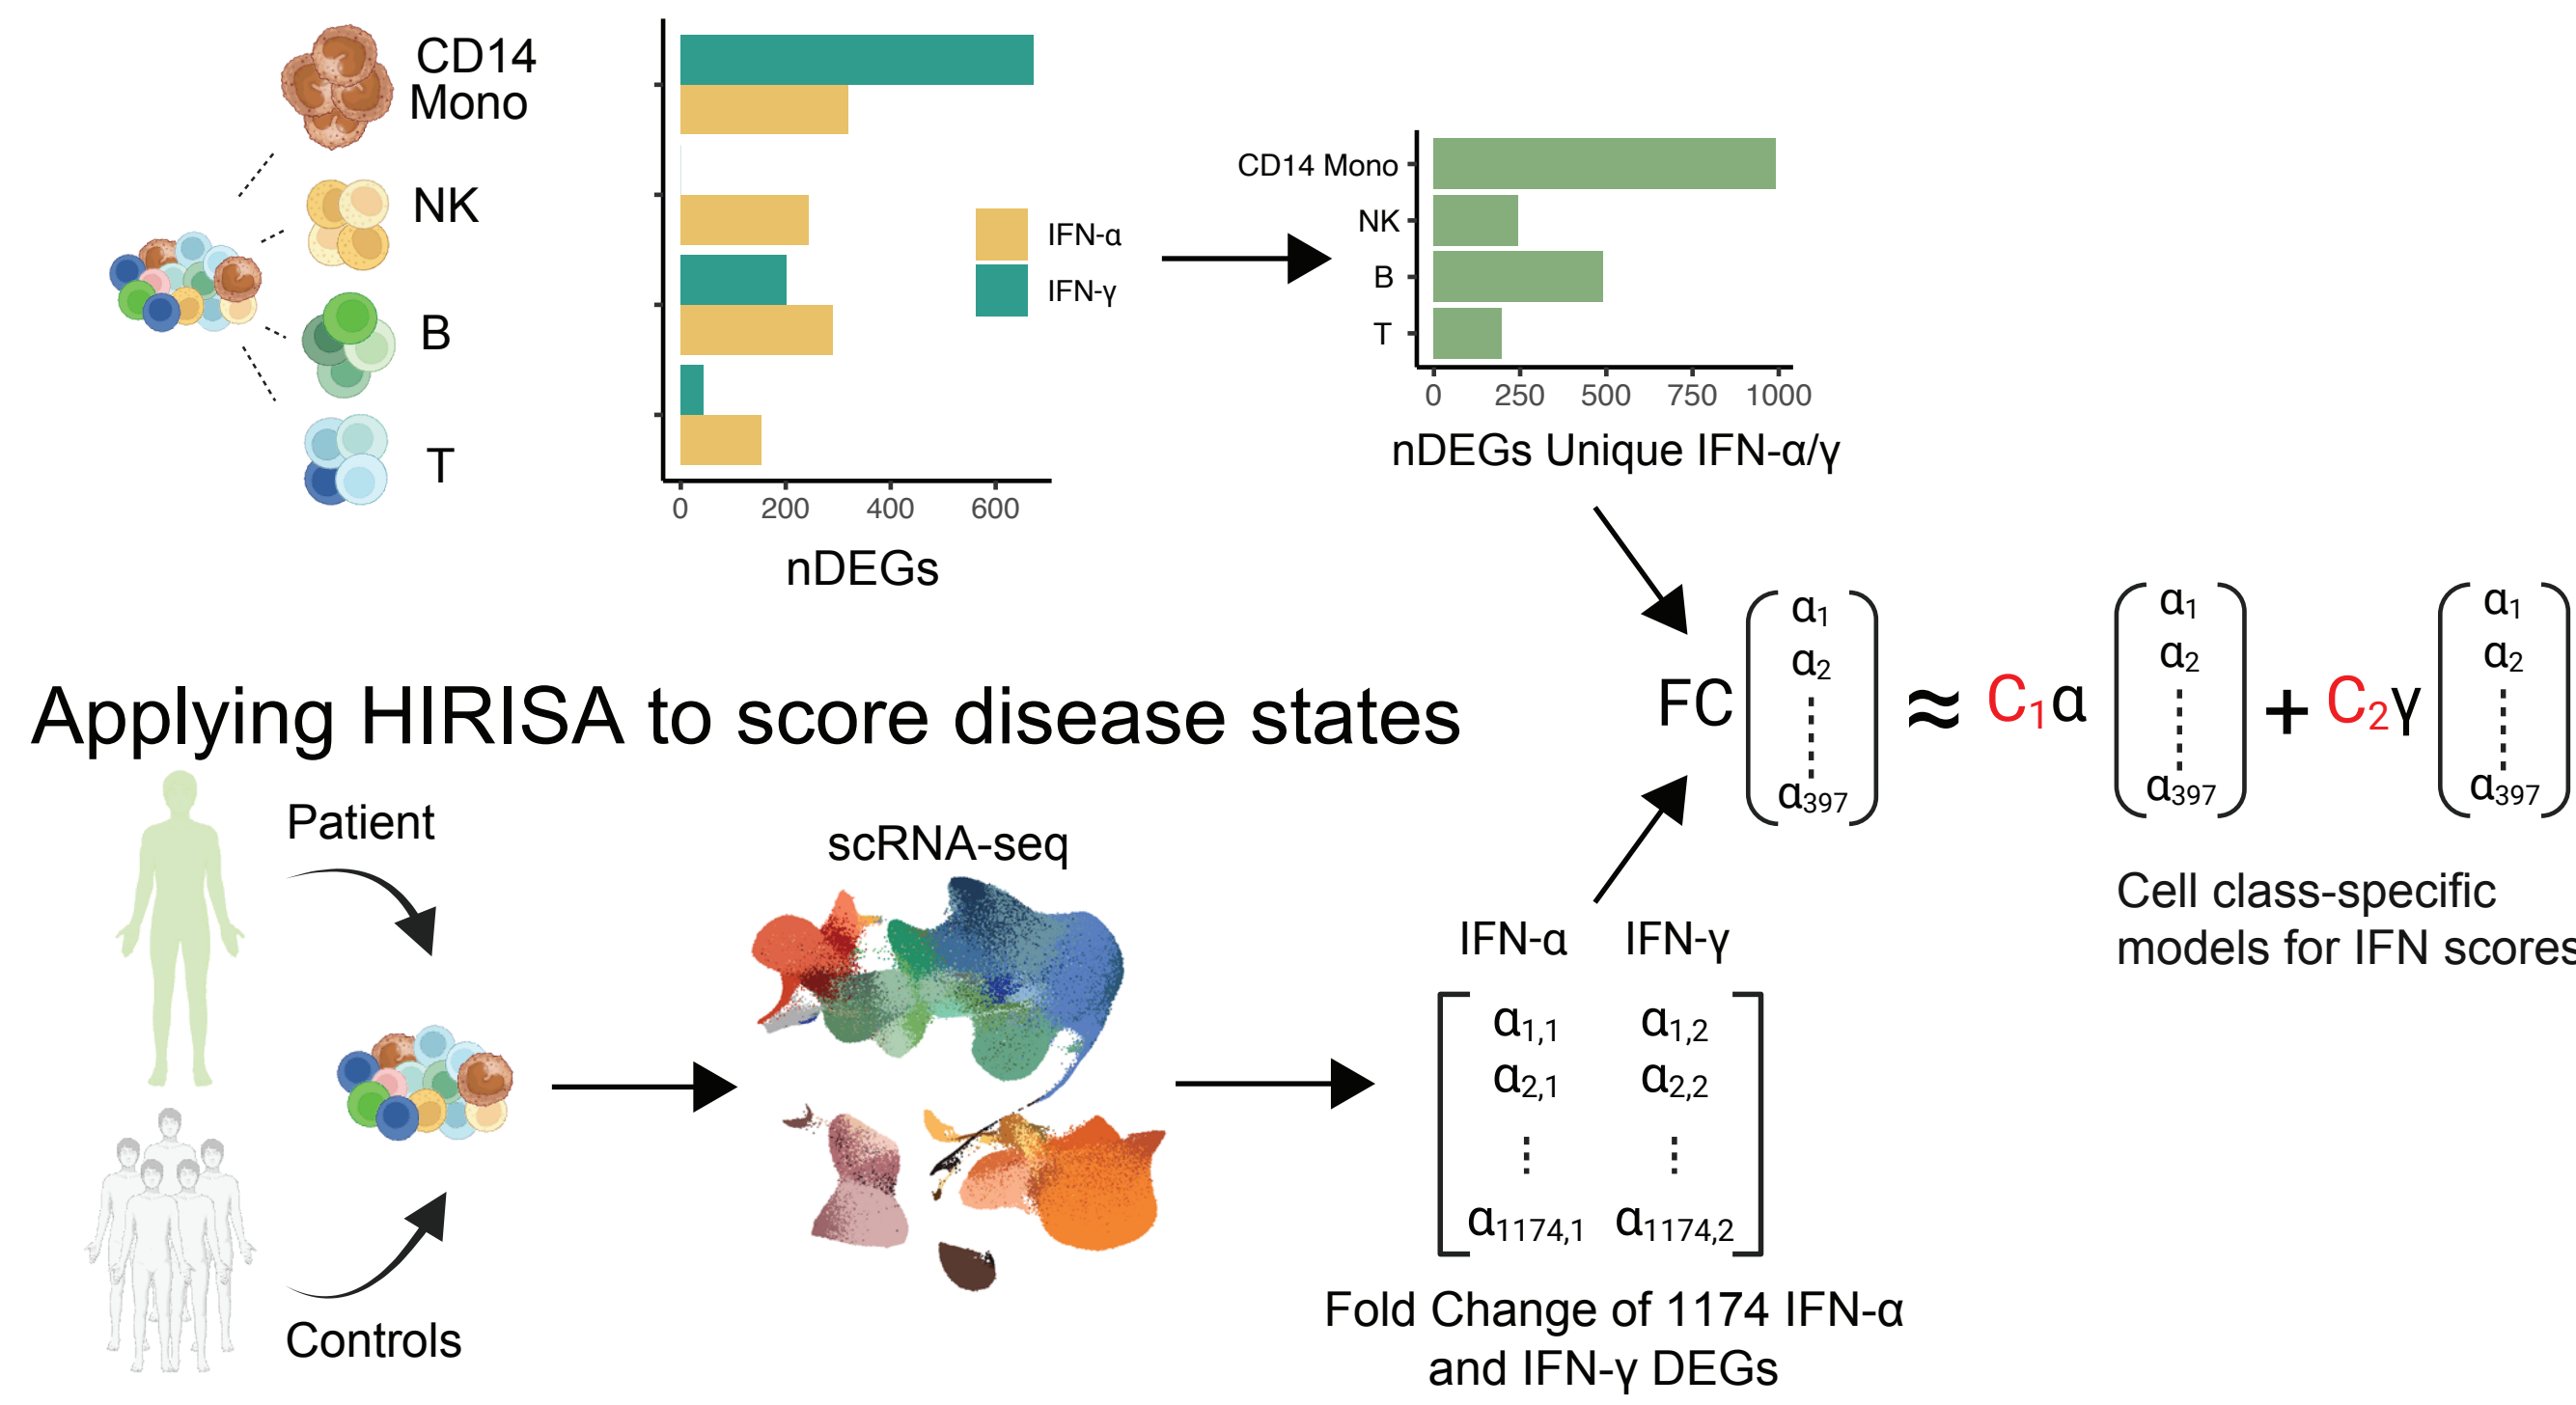 CD14
Mono
NK
B
T
IFN-α
IFN-γ
0 200 400 600
nDEGs
CD14 Mono
NK
B
T
0 250 500 750 1000
nDEGs Unique IFN-α/γ
FC α1 α2 α397 ≈ C1α α1 α2 α397 + C2γ α1 α2 α397
Cell class-specific
models for IFN scores
Applying HIRISA to score disease states
Patient
Controls
scRNA-seq
IFN-α IFN-γ
α1,1 α1,2
α2,1 α2,2
α1174,1 α1174,2
Fold Change of 1174 IFN-α
and IFN-γ DEGs